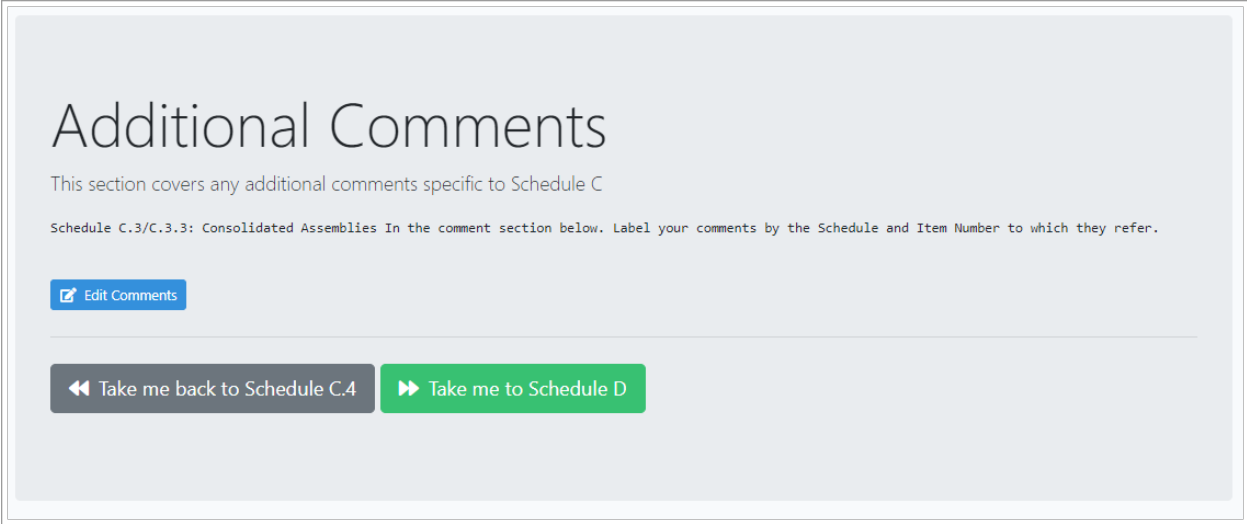 Additional Comments
This section covers any additional comments specific to Schedule C
Schedule C.3/C.3.3: Consolidated Assemblies In the comment section below. Label your comments by the Schedule and Item Number to which they refer.
Edit Comments
Take me back to Schedule C.4
Take me to Schedule D